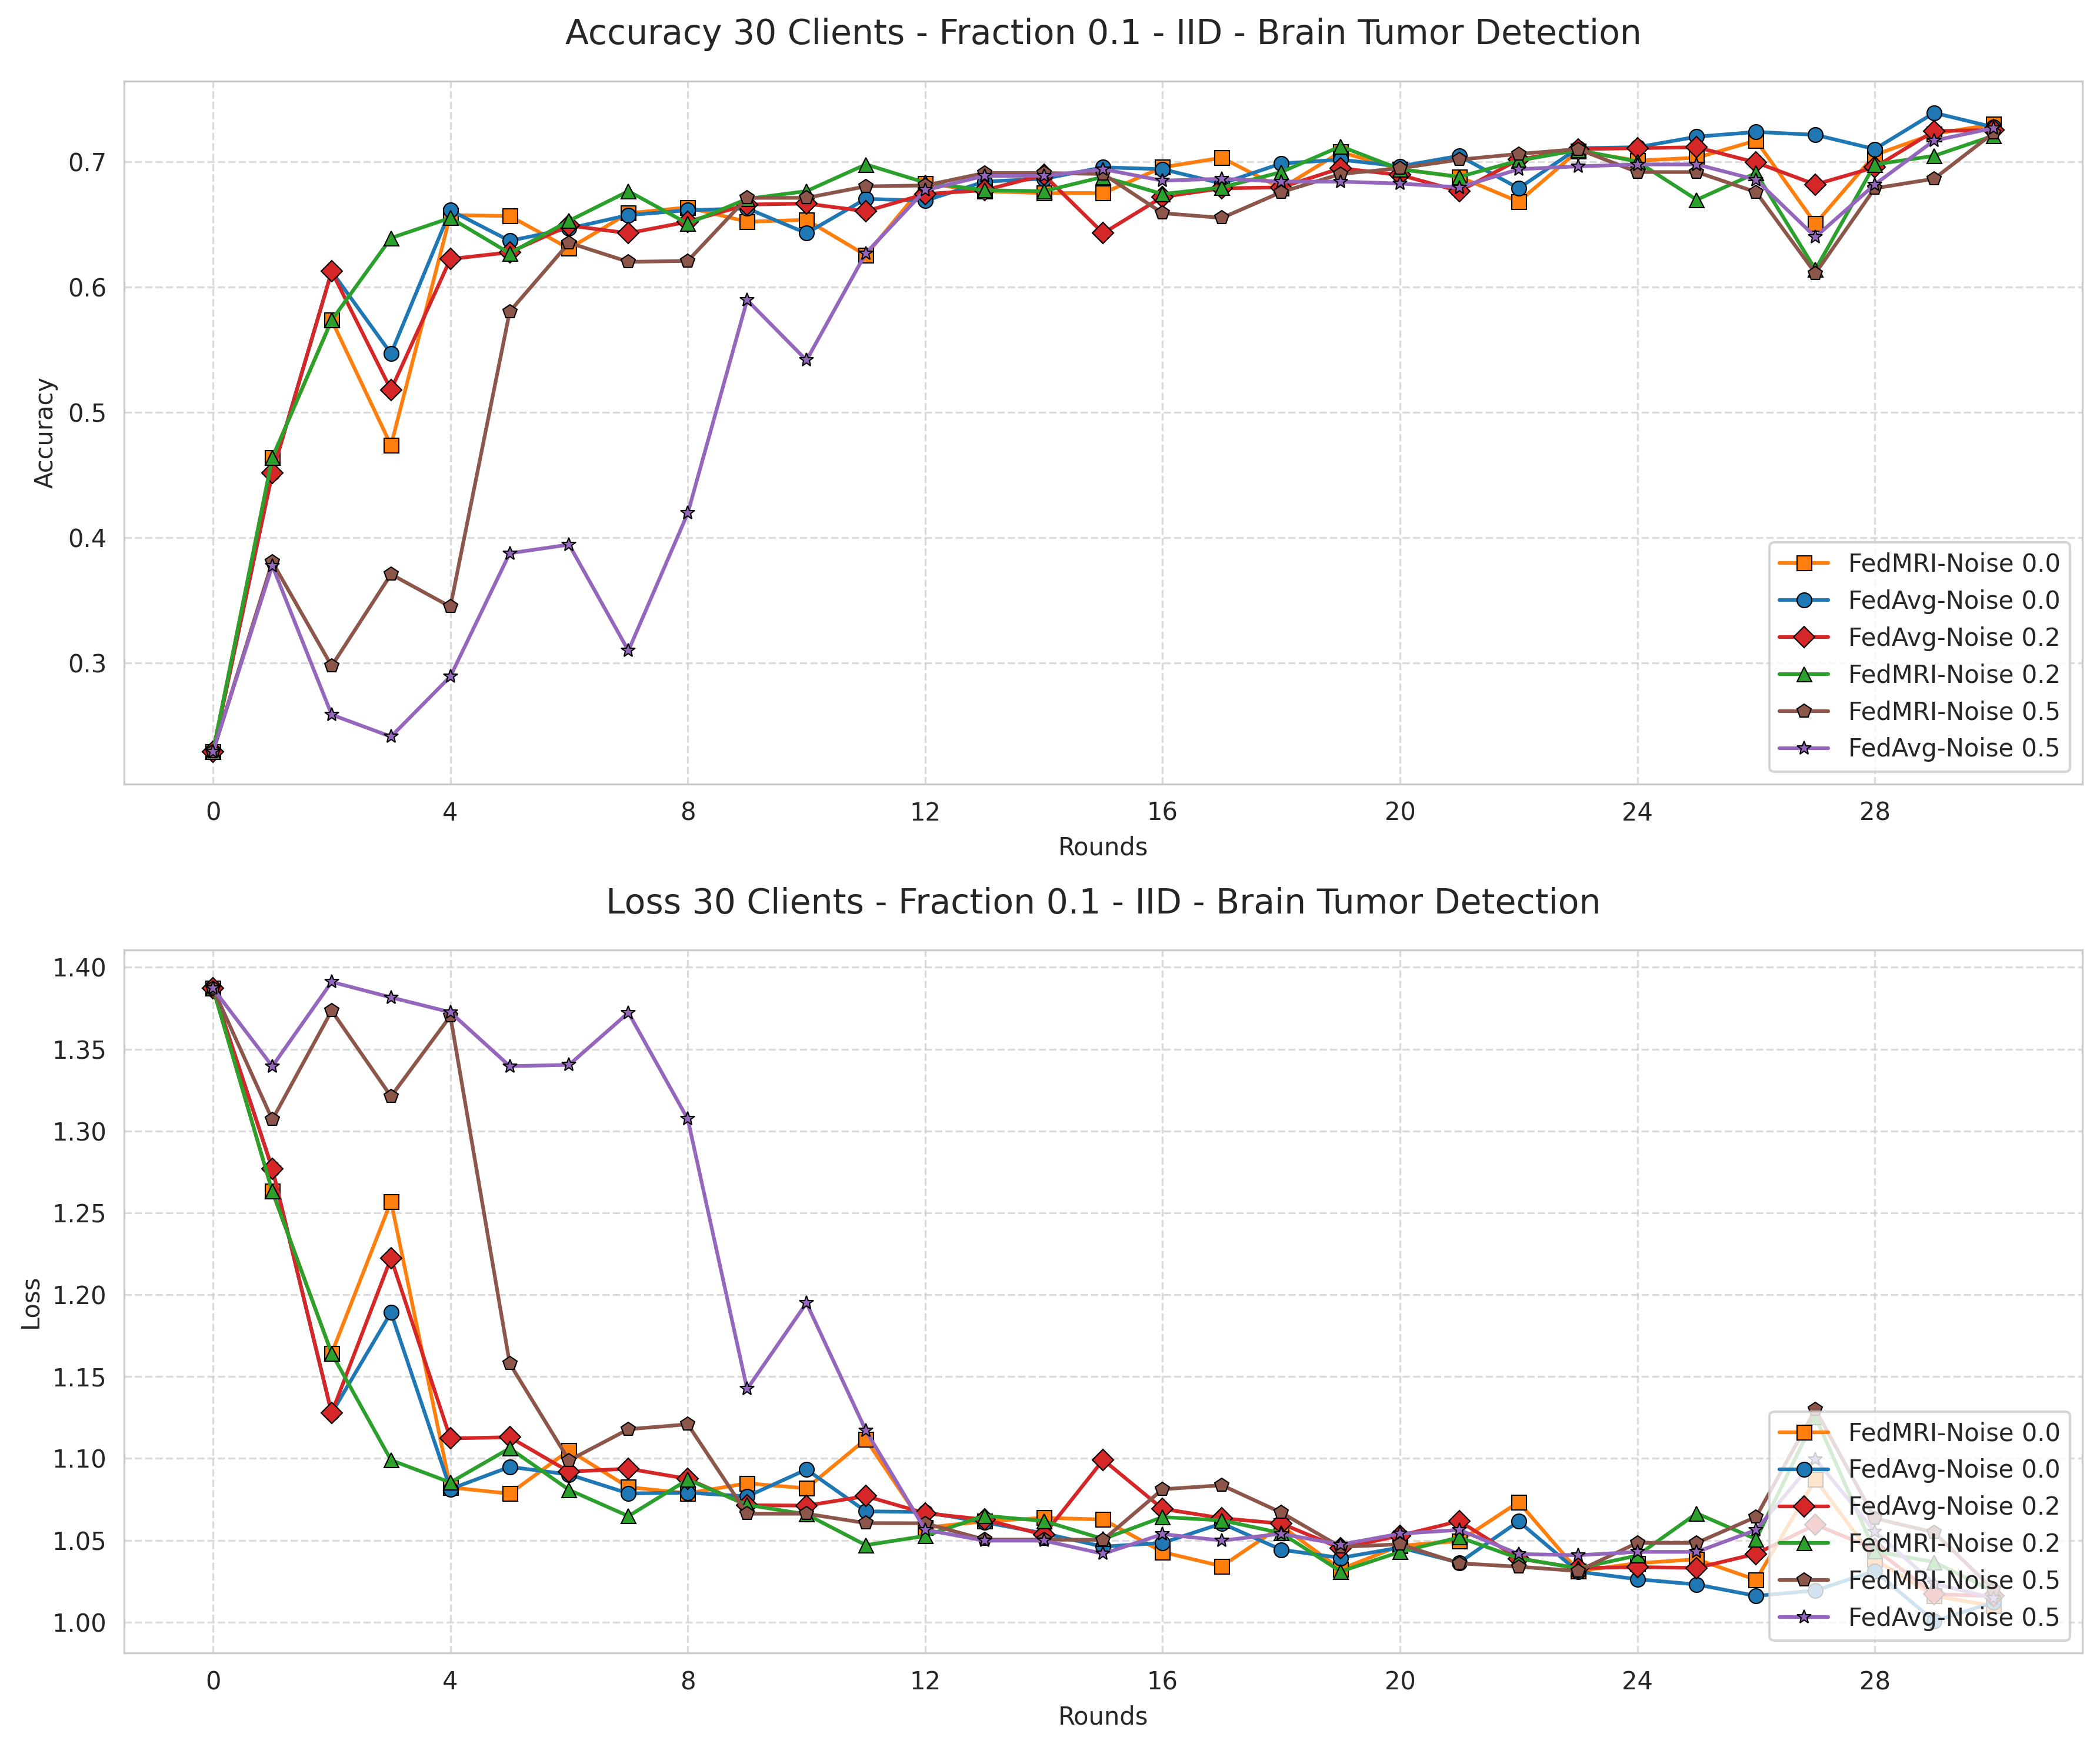 Accuracy 30 Clients - Fraction 0.1 - IID - Brain Tumor Detection
Accuracy
0.7
0.6
0.5
0.4
0.3
FedMRI-Noise 0.0
FedAvg-Noise 0.0
FedAvg-Noise 0.2
FedMRI-Noise 0.2
FedMRI-Noise 0.5
FedAvg-Noise 0.5
0 4 8 12 16 20 24 28
Rounds
Loss 30 Clients - Fraction 0.1 - IID - Brain Tumor Detection
Loss
1.40
1.35
1.30
1.25
1.20
1.15
1.10
1.05
1.00
FedMRI-Noise 0.0
FedAvg-Noise 0.0
FedAvg-Noise 0.2
FedMRI-Noise 0.2
FedMRI-Noise 0.5
FedAvg-Noise 0.5
0 4 8 12 16 20 24 28
Rounds